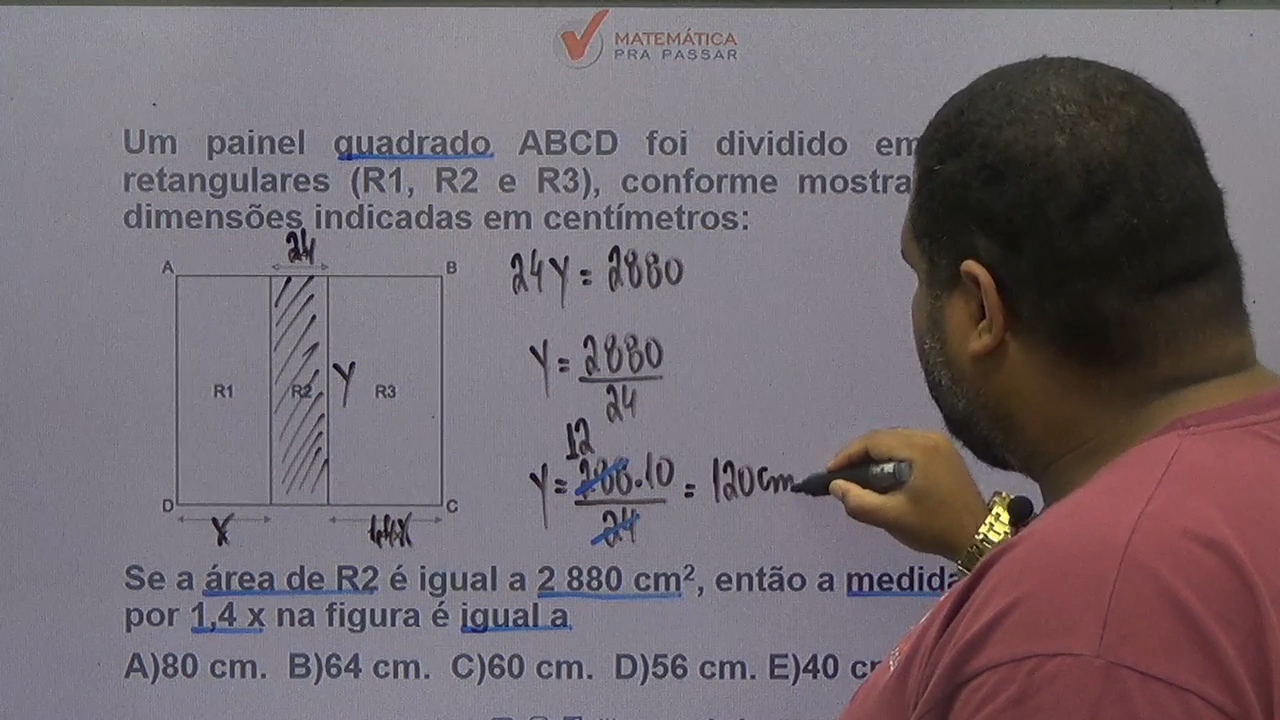 MATEMÁTICA
PRA PASSAR
Um painel quadrado ABCD foi dividido em
retangulares (R1, R2 e R3), conforme mostra
dimensões indicadas em centímetros:
24
A
B
24Y = 2880
Y = 2880
24
R1
R2
Y
R3
12
Y = 288.10 = 120cm
24
D
C
X
1,4X
Se a área de R2 é igual a 2 880 cm², então a medida
por 1,4 x na figura é igual a
A)80 cm. B)64 cm. C)60 cm. D)56 cm. E)40 c